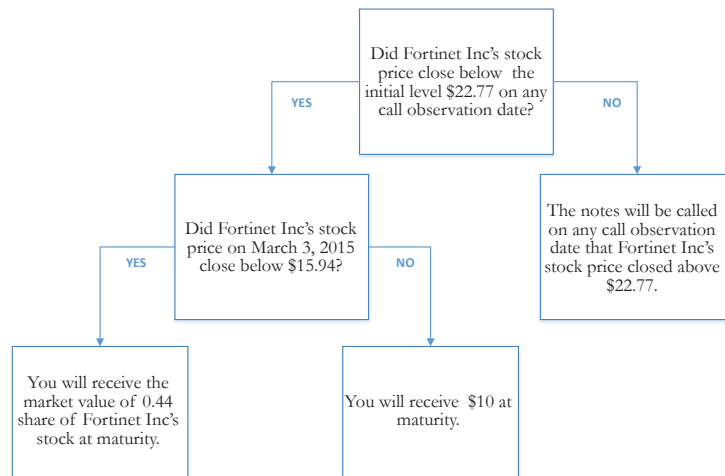 Did Fortinet Inc's stock
price close below the
initial level $22.77 on any
call observation date?
YES
NO
Did Fortinet Inc's stock
price on March 3, 2015
close below $15.94?
The notes will be called
on any call observation
date that Fortinet Inc's
stock price closed above
$22.77.
YES
NO
You will receive the
market value of 0.44
share of Fortinet Inc's
stock at maturity.
You will receive $10 at
maturity.